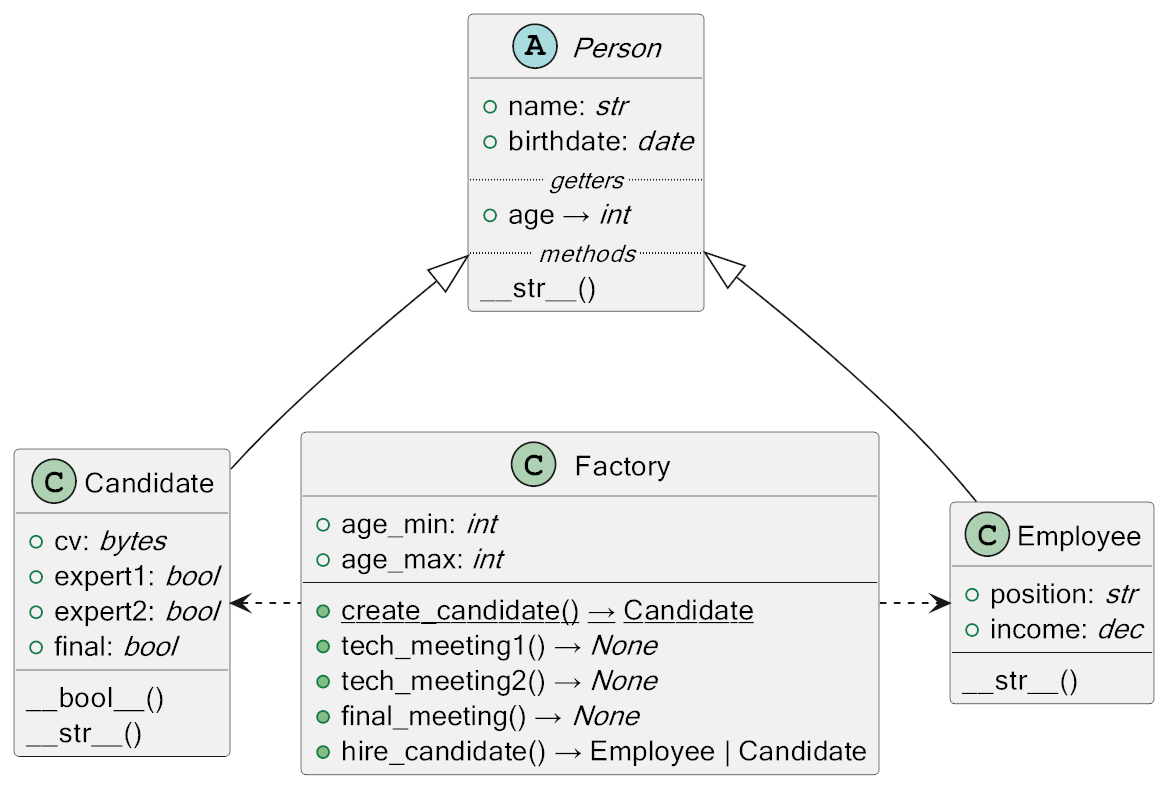 A Person
name: str
birthdate: date
getters
age → int
methods
__str__()
C Candidate
cv: bytes
expert1: bool
expert2: bool
final: bool
__bool__()
__str__()
C Factory
age_min: int
age_max: int
create_candidate() → Candidate
tech_meeting1() → None
tech_meeting2() → None
final_meeting() → None
hire_candidate() → Employee | Candidate
C Employee
position: str
income: dec
__str__()